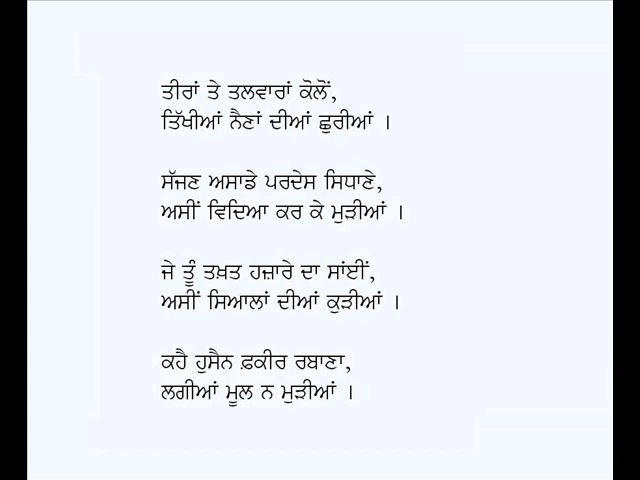 ਤੀਰਾਂ ਤੇ ਤਲਵਾਰਾਂ ਕੋਲੋਂ,
ਤਿੱਖੀਆਂ ਨੈਣਾਂ ਦੀਆਂ ਛੁਰੀਆਂ ।
ਸੱਜਣ ਅਸਾਡੇ ਪਰਦੇਸ ਸਿਧਾਣੇ,
ਅਸੀਂ ਵਿਦਿਆ ਕਰ ਕੇ ਮੁੜੀਆਂ ।
ਜੇ ਤੂੰ ਤਖ਼ਤ ਹਜ਼ਾਰੇ ਦਾ ਸਾਂਈਂ,
ਅਸੀਂ ਸਿਆਲਾਂ ਦੀਆਂ ਕੁੜੀਆਂ ।
ਕਹੈ ਹੁਸੈਨ ਫ਼ਕੀਰ ਰਬਾਣਾ,
ਲਗੀਆਂ ਮੂਲ ਨ ਮੁੜੀਆਂ ।